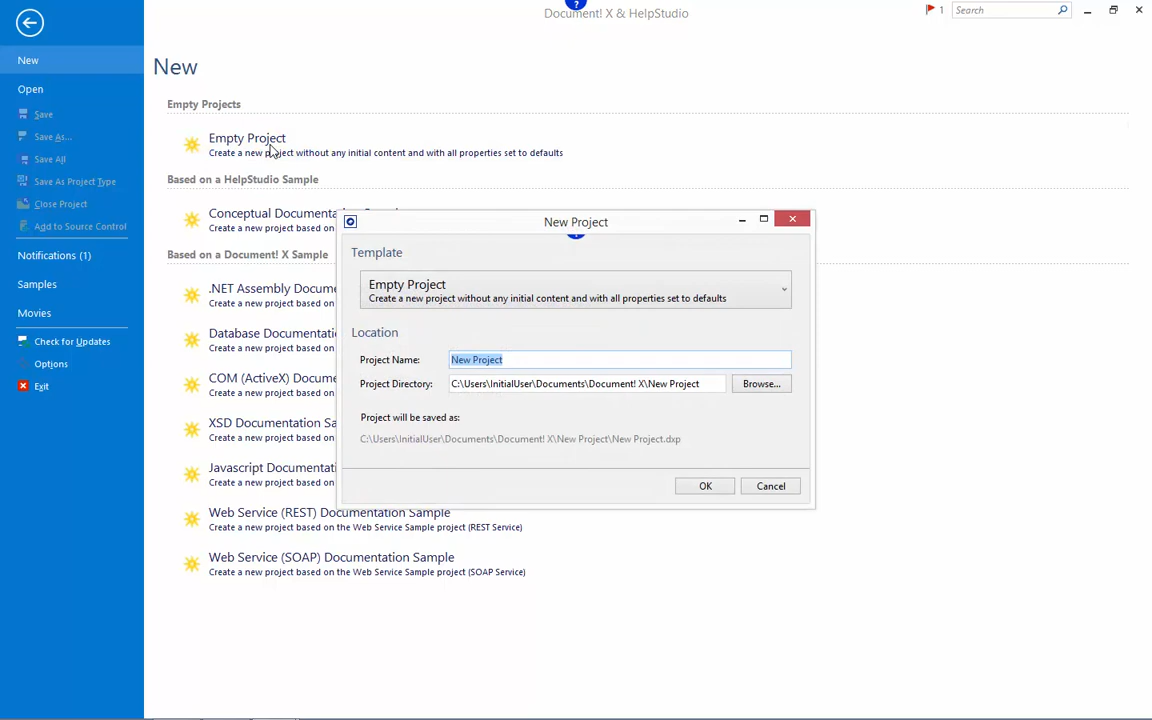 Document! X & HelpStudio
?
1
Search
New
Open
Save
Save As...
Save All
Save As Project Type
Close Project
Add to Source Control
Notifications (1)
Samples
Movies
Check for Updates
Options
Exit
New
Empty Projects
Empty Project
Create a new project without any initial content and with all properties set to defaults
Based on a HelpStudio Sample
Conceptual Documenta
Create a new project based on
Based on a Document! X Sample
.NET Assembly Docume
Create a new project based on
Database Documentati
Create a new project based on
COM (ActiveX) Docume
Create a new project based on
XSD Documentation Sa
Create a new project based on
Javascript Documentati
Create a new project based on
Web Service (REST) Documentation Sample
Create a new project based on the Web Service Sample project (REST Service)
Web Service (SOAP) Documentation Sample
Create a new project based on the Web Service Sample project (SOAP Service)
New Project
Template
Empty Project
Create a new project without any initial content and with all properties set to defaults
Location
Project Name: New Project
Project Directory: C:\Users\InitialUser\Documents\Document! X\New Project Browse...
Project will be saved as:
C:\Users\InitialUser\Documents\Document! X\New Project\New Project.dxp
OK Cancel